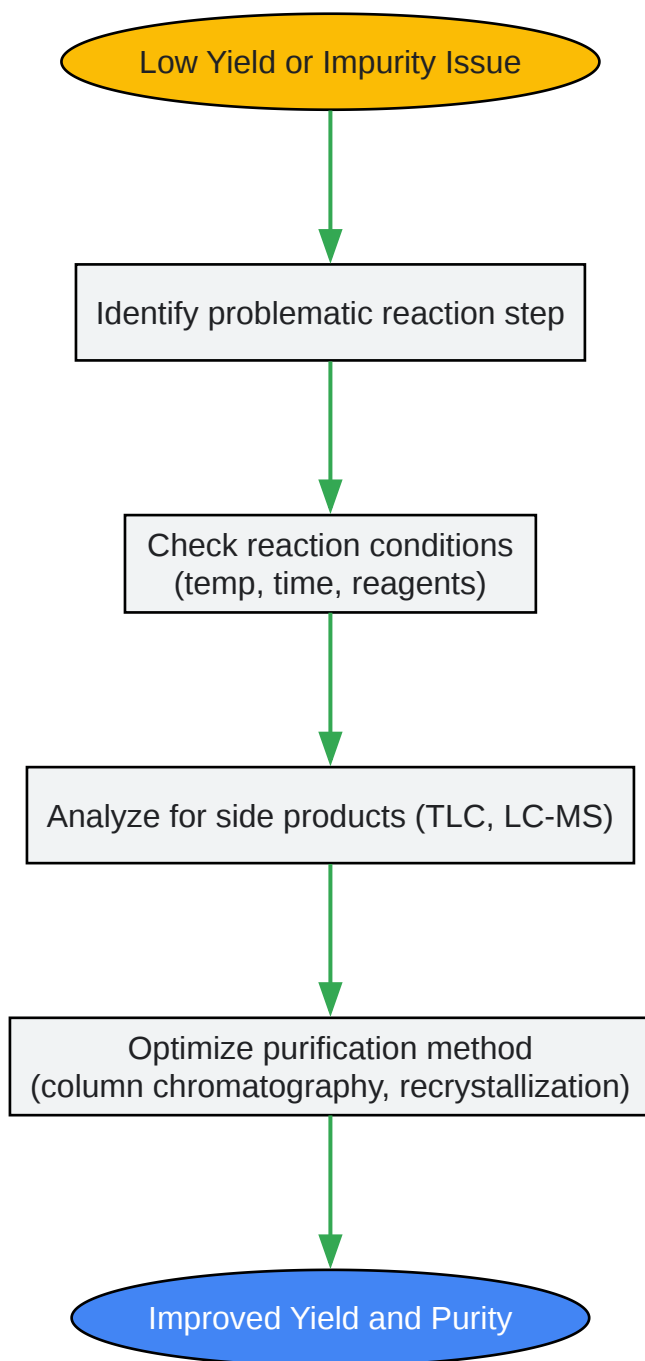 Low Yield or Impurity Issue
Identify problematic reaction step
Check reaction conditions
(temp, time, reagents)
Analyze for side products (TLC, LC-MS)
Optimize purification method
(column chromatography, recrystallization)
Improved Yield and Purity